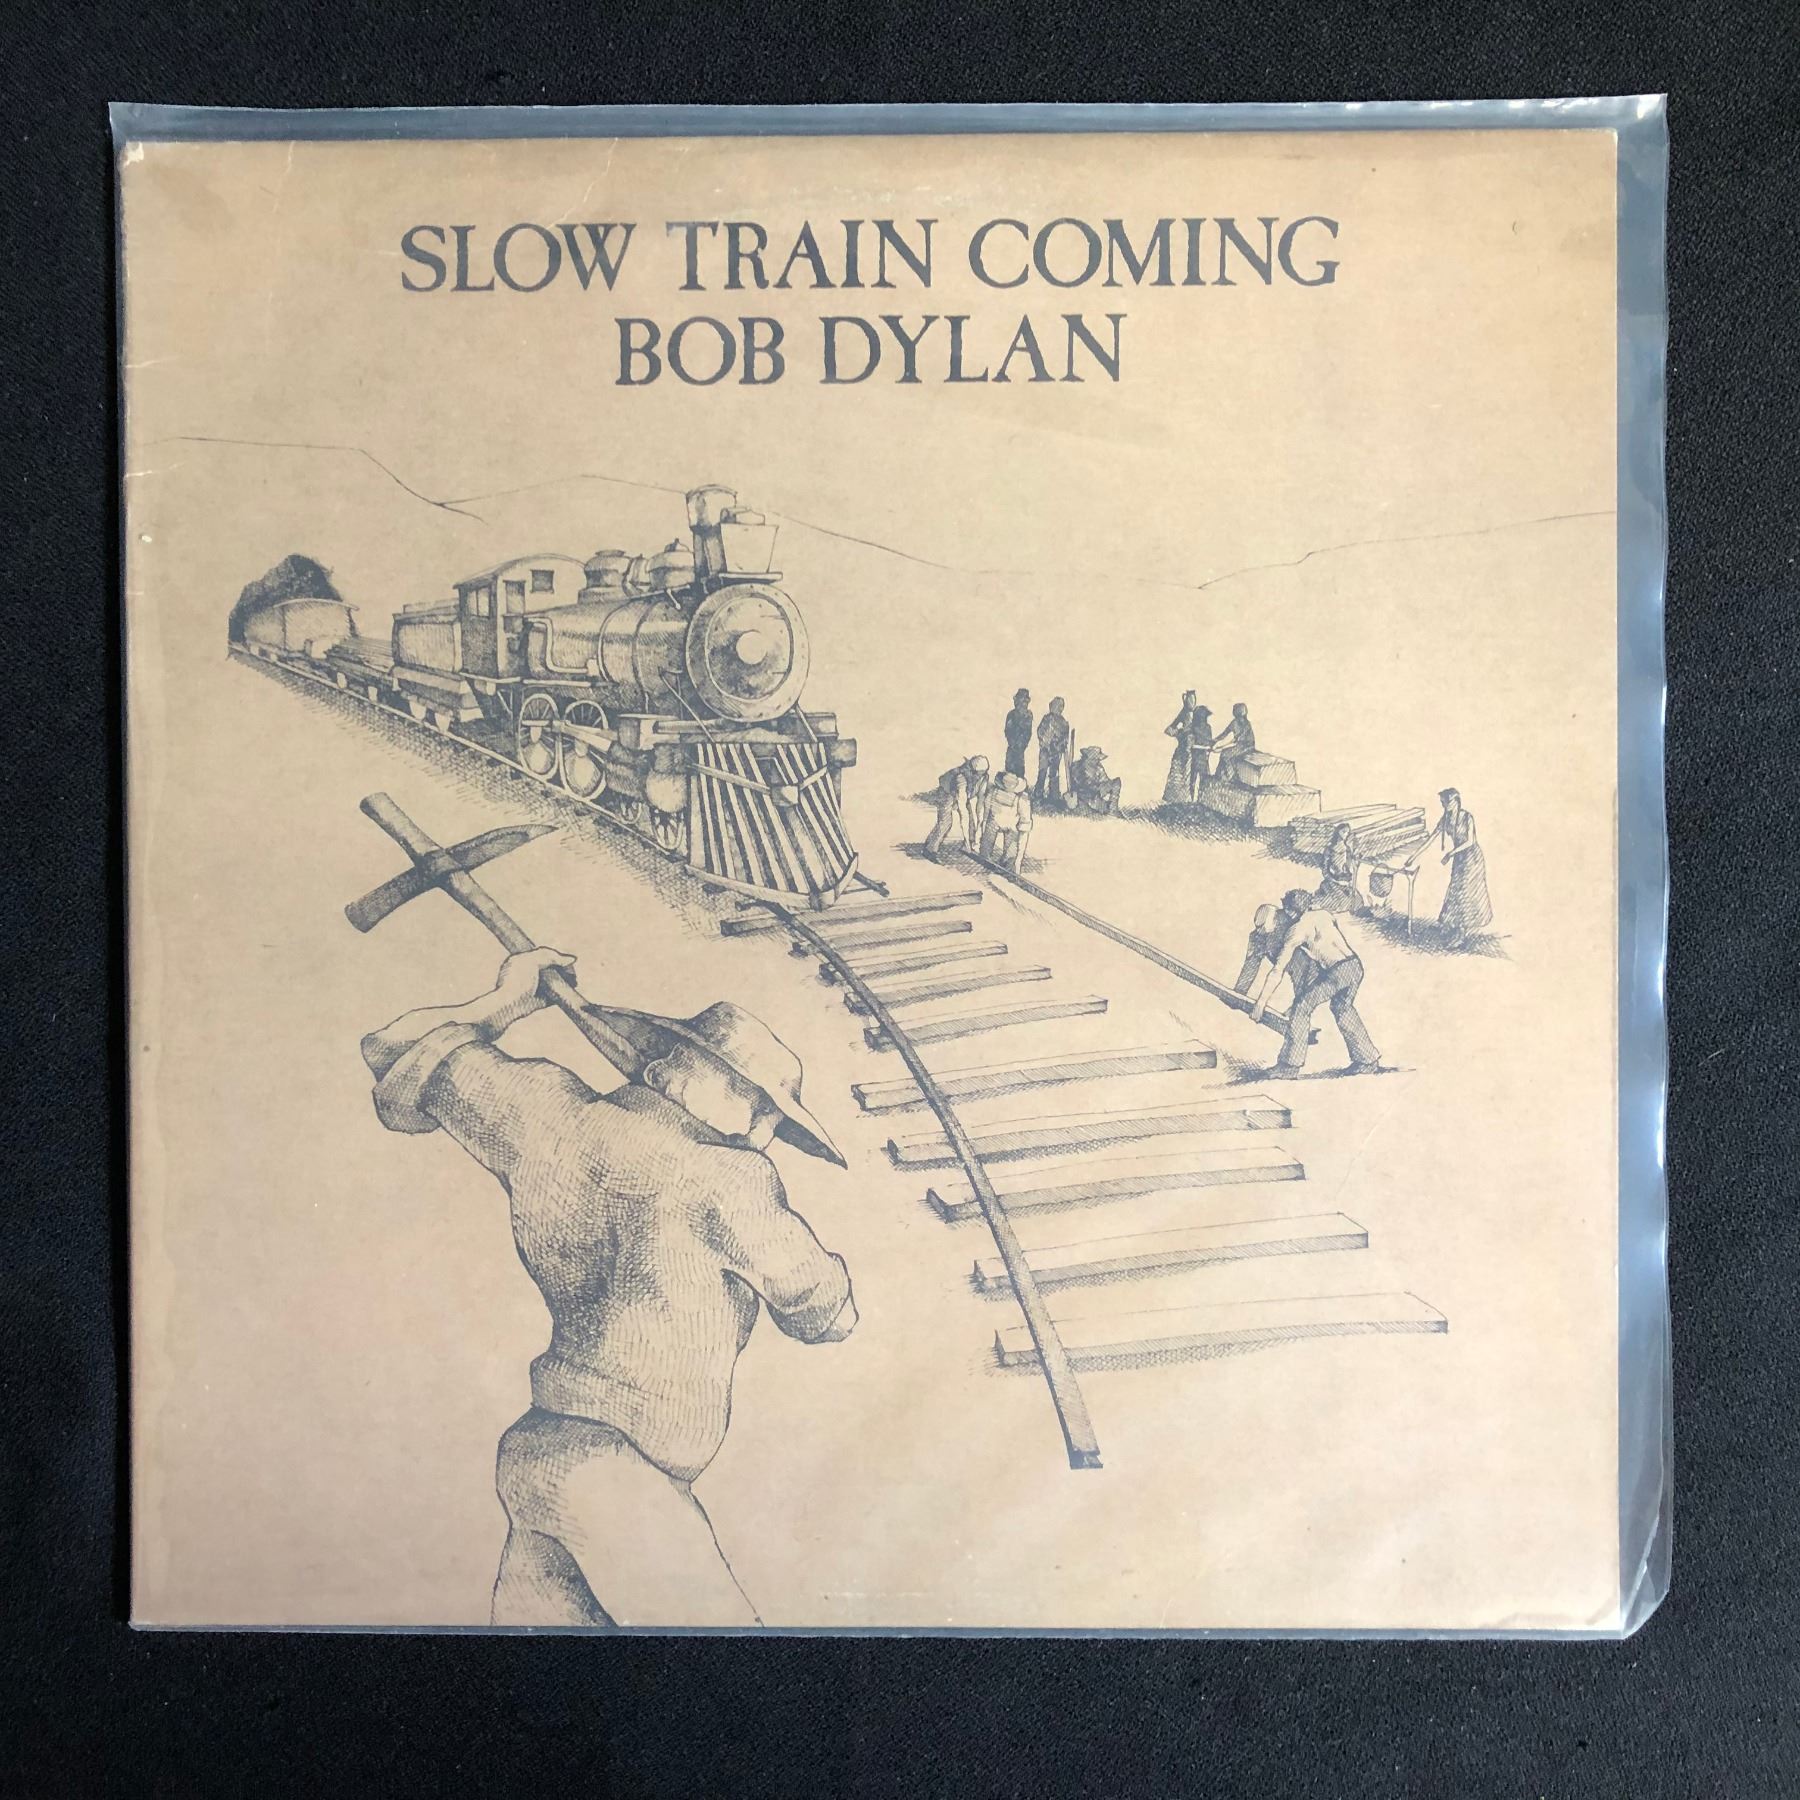 SLOW TRAIN COMING
BOB DYLAN